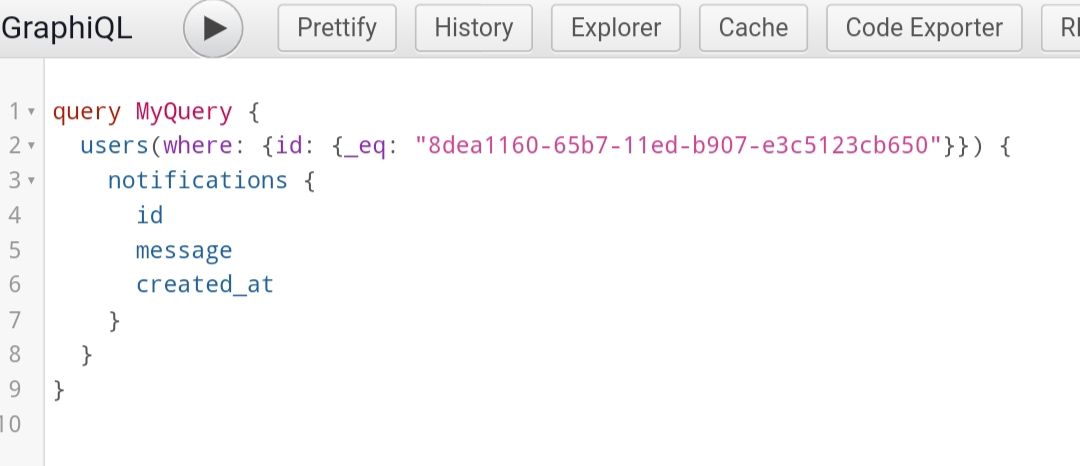 GraphiQL Prettify History Explorer Cache Code Exporter
1 query MyQuery {
2 users(where: {id: {_eq: "8dea1160-65b7-11ed-b907-e3c5123cb650"}}) {
3 notifications {
4 id
5 message
6 created_at
7 }
8 }
9 }
10